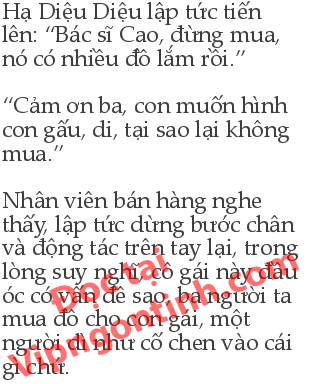 Hạ Diệu Diệu lập tức tiến
lên: “Bác sĩ Cao, đừng mua,
nó có nhiều đồ lắm rồi.”
“Cảm ơn ba, con muốn hình
con gấu, di, tại sao lại không
mua.”
Nhân viên bán hàng nghe
thấy, lập tức dừng bước chân
và động tác trên tay lại, trong
lòng suy nghĩ, cô gái này đầu
óc có vấn đề sao, ba người ta
mua đồ cho con gái, một
người dì như cố chen vào cái
gì chứ.
Đọc tại
Vipngontinh.com